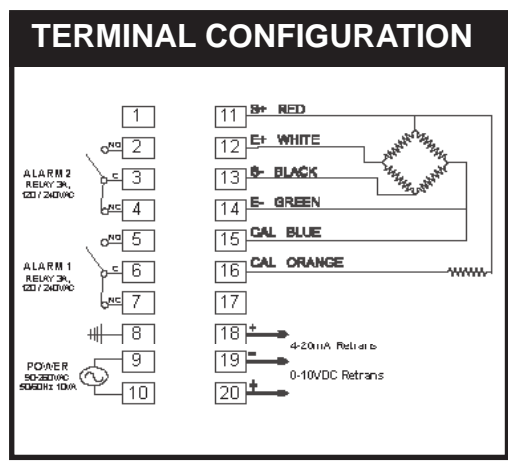 TERMINAL CONFIGURATION
1
NO 2
ALARM 2
RELAY 3A,
120 / 240VAC
C 3
NC 4
NO 5
ALARM 1
RELAY 3A,
120 / 240VAC
C 6
NC 7
8
POWER
90-260VAC
50/60Hz 10VA
9
10
11 S+ RED
12 E+ WHITE
13 S- BLACK
14 E- GREEN
15 CAL BLUE
16 CAL ORANGE
17
18 +
4-20mA Retrans
19 -
0-10VDC Retrans
20 +